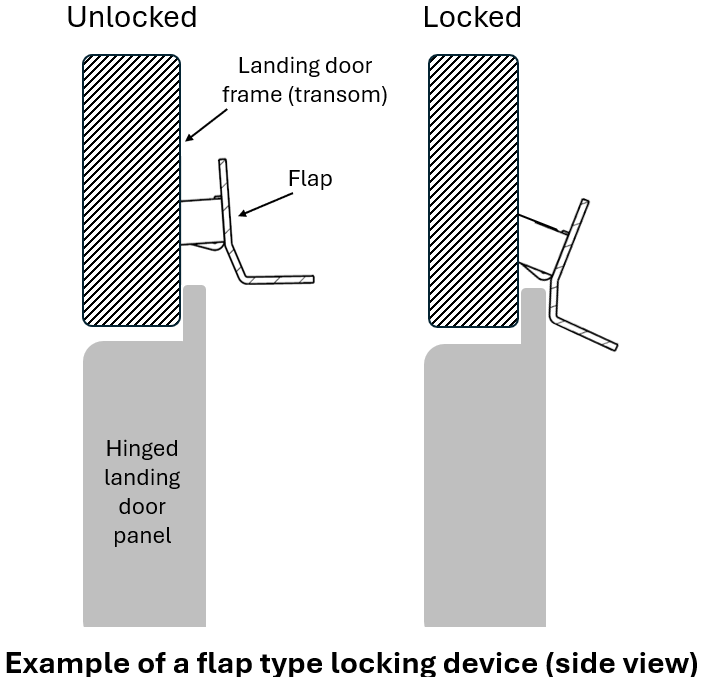 Unlocked
Locked
Landing door
frame (transom)
Flap
Hinged
landing
door
panel
Example of a flap type locking device (side view)